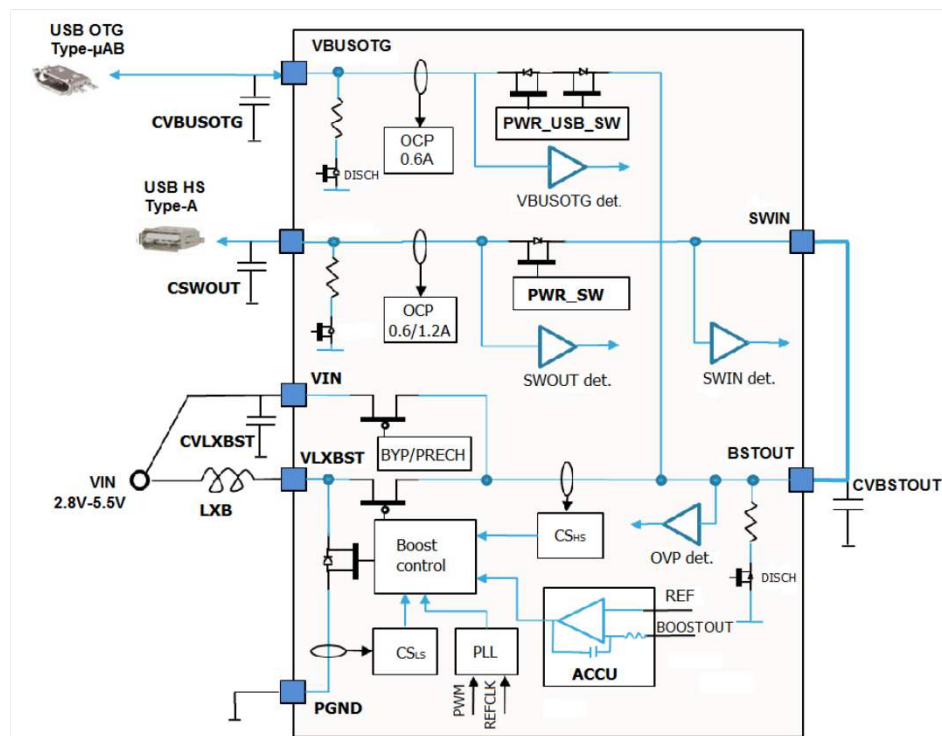 USB OTG
Type-µAB
VBUSOTG
CVBUSOTG
OCP
0.6A
PWR_USB_SW
DISCH
VBUSOTG det.
USB HS
Type-A
SWIN
CSWOUT
OCP
0.6/1.2A
PWR_SW
SWOUT det.
SWIN det.
VIN
CVLXBST
BYP/PRECH
VLXBST
BSTOUT
VIN
2.8V-5.5V
LXB
CVBSTOUT
Boost
control
CSHS
OVP det.
DISCH
REF
BOOSTOUT
CSLS
PLL
ACCU
PGND
PWM
REFCLK